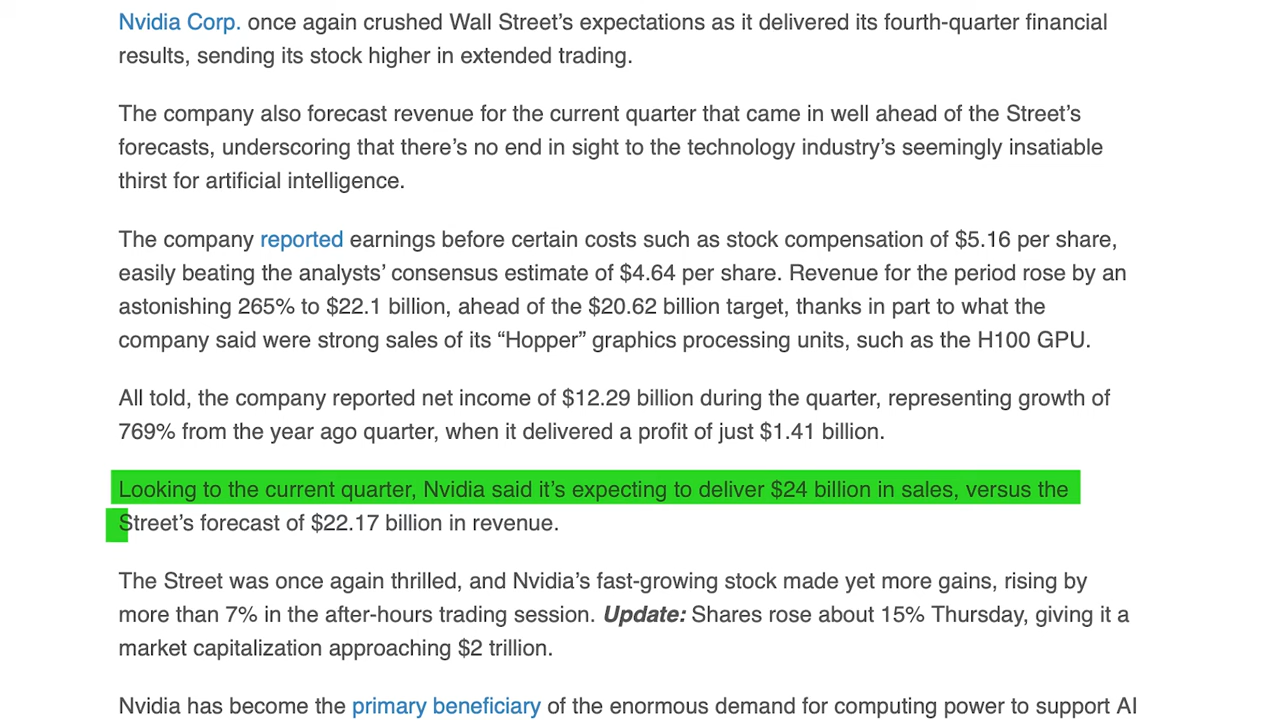 Nvidia Corp. once again crushed Wall Street’s expectations as it delivered its fourth-quarter financial
results, sending its stock higher in extended trading.
The company also forecast revenue for the current quarter that came in well ahead of the Street’s
forecasts, underscoring that there’s no end in sight to the technology industry’s seemingly insatiable
thirst for artificial intelligence.
The company reported earnings before certain costs such as stock compensation of $5.16 per share,
easily beating the analysts’ consensus estimate of $4.64 per share. Revenue for the period rose by an
astonishing 265% to $22.1 billion, ahead of the $20.62 billion target, thanks in part to what the
company said were strong sales of its “Hopper” graphics processing units, such as the H100 GPU.
All told, the company reported net income of $12.29 billion during the quarter, representing growth of
769% from the year ago quarter, when it delivered a profit of just $1.41 billion.
Looking to the current quarter, Nvidia said it’s expecting to deliver $24 billion in sales, versus the
Street’s forecast of $22.17 billion in revenue.
The Street was once again thrilled, and Nvidia’s fast-growing stock made yet more gains, rising by
more than 7% in the after-hours trading session. Update: Shares rose about 15% Thursday, giving it a
market capitalization approaching $2 trillion.
Nvidia has become the primary beneficiary of the enormous demand for computing power to support AI